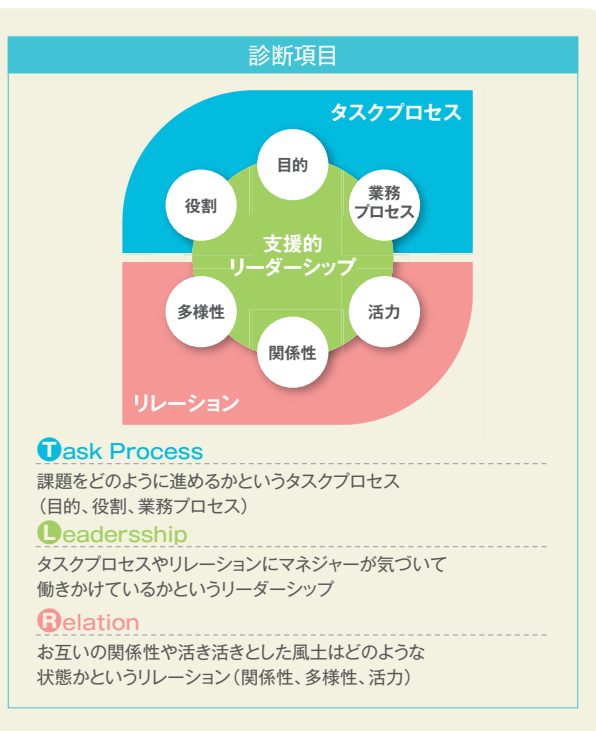 診断項目
タスクプロセス
目的
役割
業務
プロセス
支援的
リーダーシップ
多様性
活力
関係性
リレーション
Task Process
課題をどのように進めるかというタスクプロセス
（目的、役割、業務プロセス）
Leadersship
タスクプロセスやリレーションにマネジャーが気づいて
働きかけているかというリーダーシップ
Relation
お互いの関係性や活き活きとした風土はどのような
状態かというリレーション（関係性、多様性、活力）